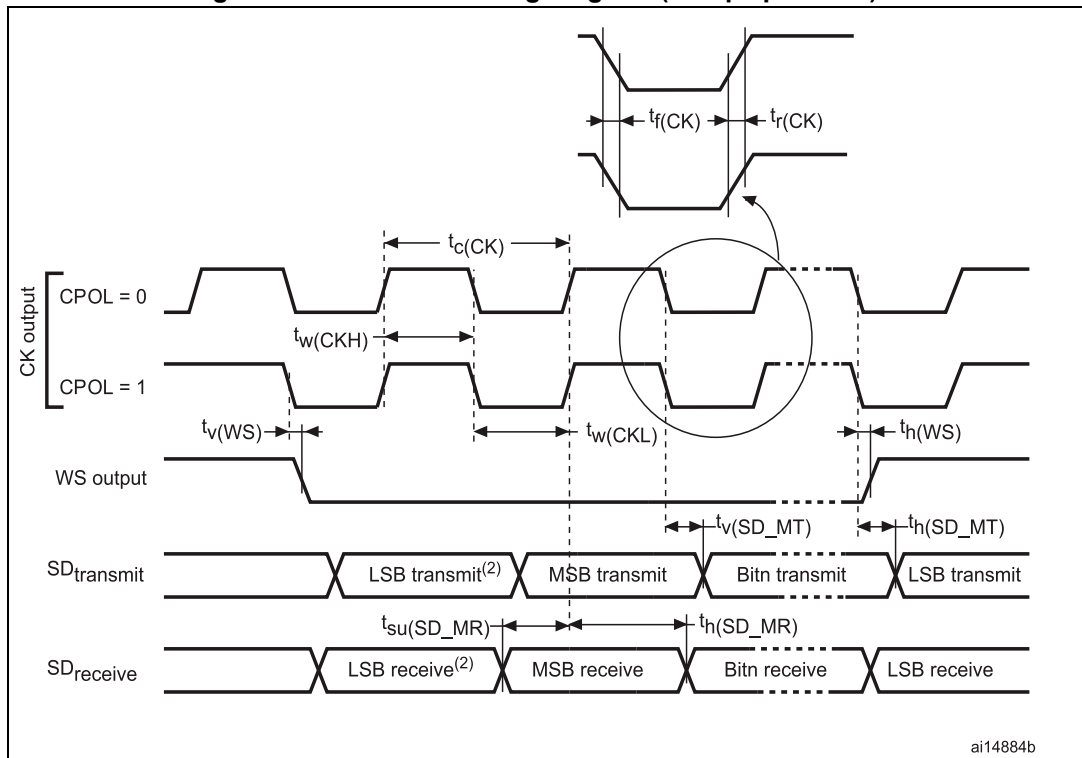 tf(CK)
tr(CK)
tc(CK)
CK output
CPOL = 0
tw(CKH)
CPOL = 1
tv(WS)
tw(CKL)
th(WS)
WS output
tv(SD_MT)
th(SD_MT)
SDtransmit
LSB transmit(2)
MSB transmit
Bitn transmit
LSB transmit
tsu(SD_MR)
th(SD_MR)
SDreceive
LSB receive(2)
MSB receive
Bitn receive
LSB receive
ai14884b